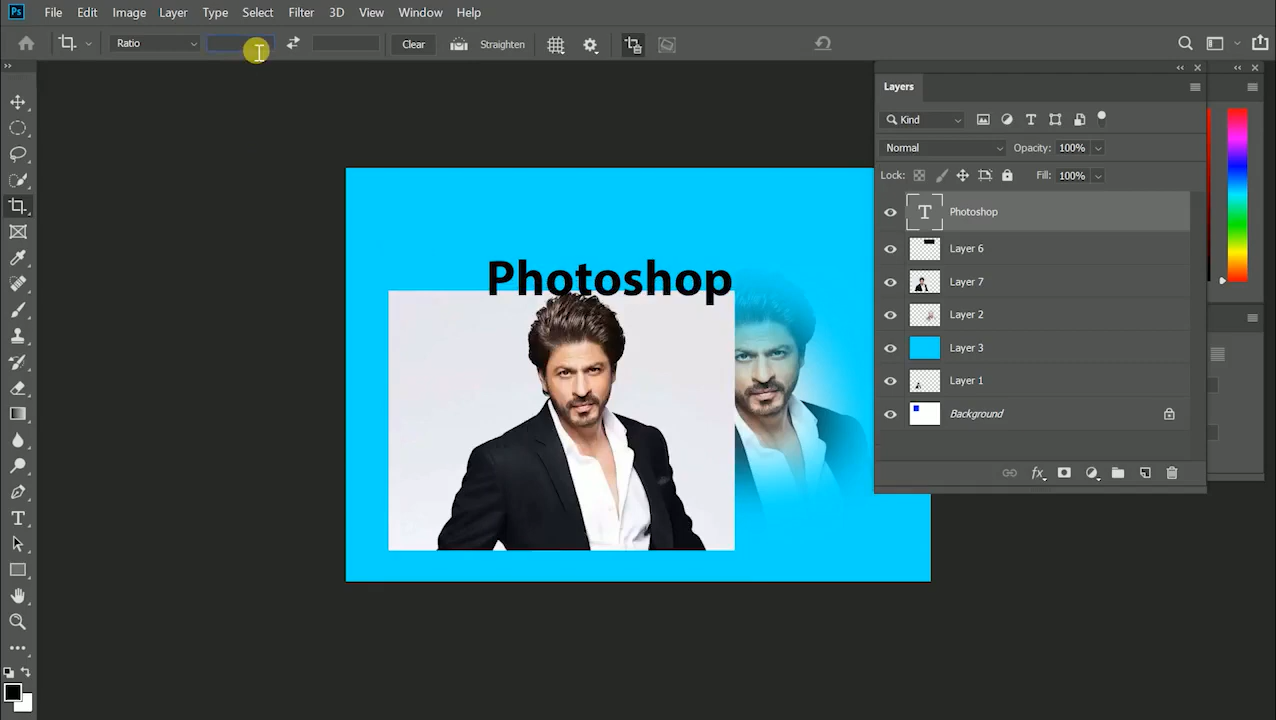 Ps File Edit Image Layer Type Select Filter 3D View Window Help
Ratio Clear Straighten
Layers
Kind
Normal Opacity: 100%
Lock: Fill: 100%
T Photoshop
Layer 6
Layer 7
Layer 2
Layer 3
Layer 1
Background
fx
Photoshop